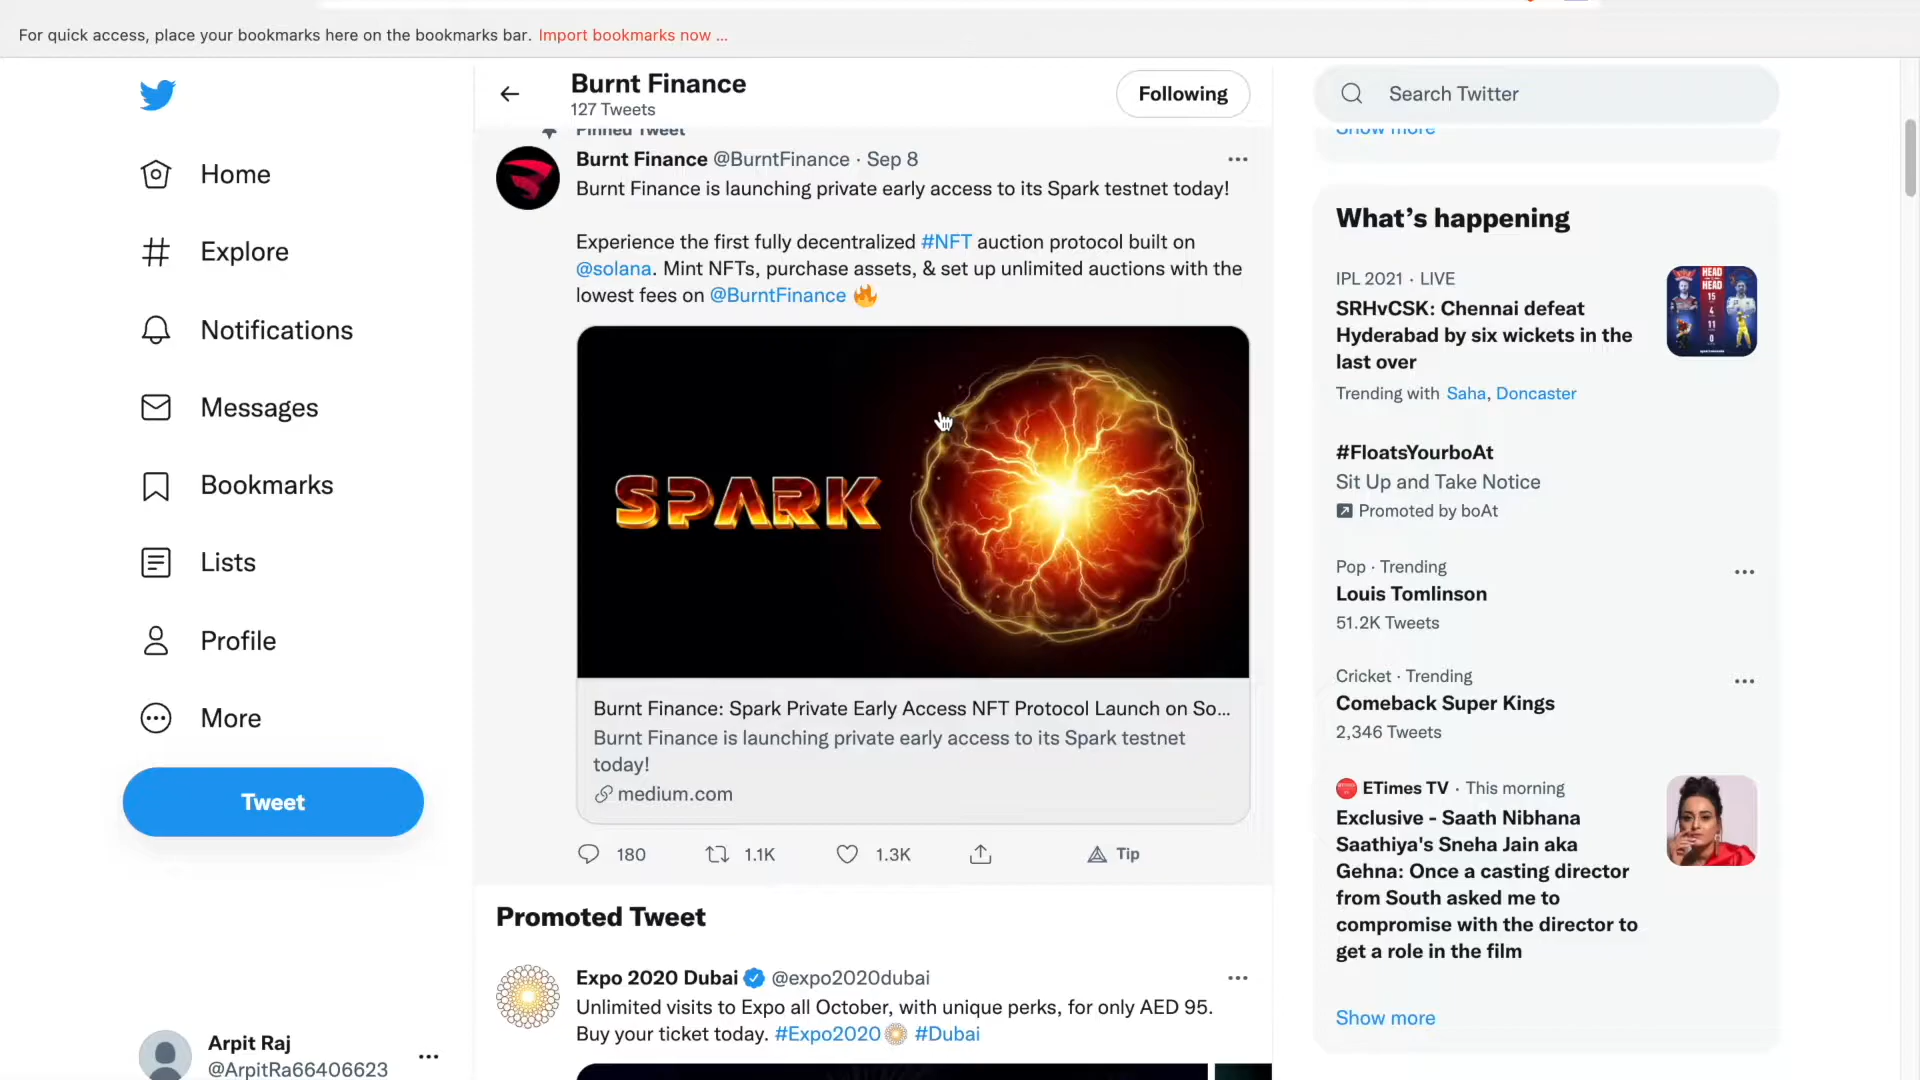 For quick access, place your bookmarks here on the bookmarks bar. Import bookmarks now ...
Home
Explore
Notifications
Messages
Bookmarks
Lists
Profile
More
Tweet
Arpit Raj
@ArpitRa66406623
Burnt Finance
127 Tweets
Following
Pinned Tweet
Burnt Finance @BurntFinance · Sep 8
Burnt Finance is launching private early access to its Spark testnet today!
Experience the first fully decentralized #NFT auction protocol built on
@solana. Mint NFTs, purchase assets, & set up unlimited auctions with the
lowest fees on @BurntFinance 🔥
SPARK
Burnt Finance: Spark Private Early Access NFT Protocol Launch on So...
Burnt Finance is launching private early access to its Spark testnet
today!
medium.com
180
1.1K
1.3K
Tip
Promoted Tweet
Expo 2020 Dubai @expo2020dubai
Unlimited visits to Expo all October, with unique perks, for only AED 95.
Buy your ticket today. #Expo2020 #Dubai
Search Twitter
Show more
What's happening
IPL 2021 · LIVE
SRHvCSK: Chennai defeat
Hyderabad by six wickets in the
last over
HEAD
HEAD
15
4
11
0
Trending with Saha, Doncaster
#FloatsYourboAt
Sit Up and Take Notice
Promoted by boAt
Pop · Trending
Louis Tomlinson
51.2K Tweets
Cricket · Trending
Comeback Super Kings
2,346 Tweets
ETimes TV · This morning
Exclusive - Saath Nibhana
Saathiya's Sneha Jain aka
Gehna: Once a casting director
from South asked me to
compromise with the director to
get a role in the film
Show more